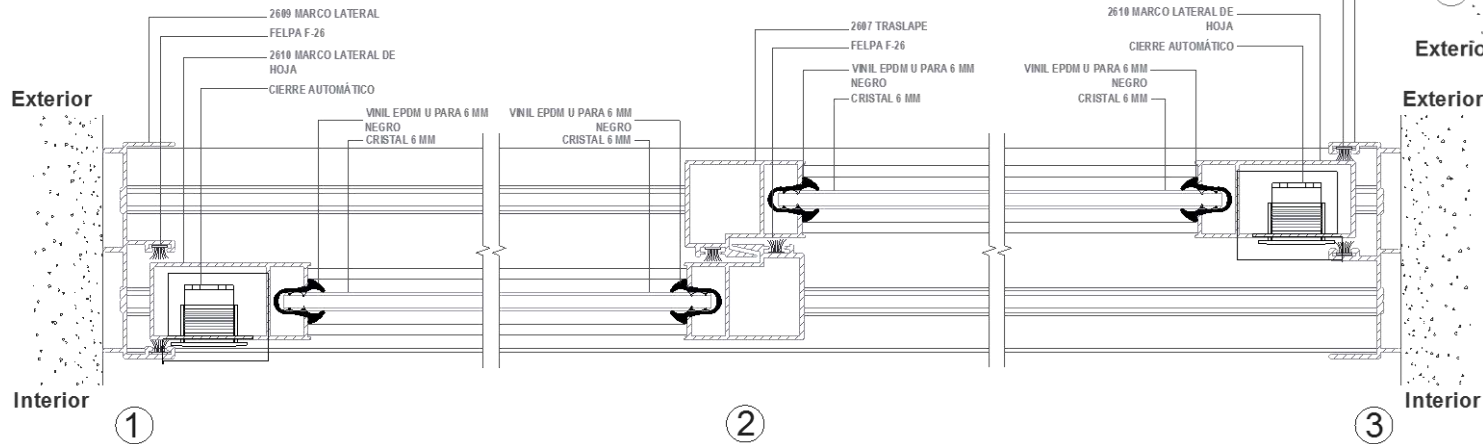 2609 MARCO LATERAL
FELPA F-26
2610 MARCO LATERAL DE
HOJA
CIERRE AUTOMÁTICO
VINIL EPDM U PARA 6 MM
NEGRO
CRISTAL 6 MM
VINIL EPDM U PARA 6 MM
NEGRO
CRISTAL 6 MM
2607 TRASLAPE
FELPA F-26
VINIL EPDM U PARA 6 MM
NEGRO
CRISTAL 6 MM
2610 MARCO LATERAL DE
HOJA
CIERRE AUTOMÁTICO
VINIL EPDM U PARA 6 MM
NEGRO
CRISTAL 6 MM
Exterior
Exterior
Interior
Interior
1
2
3